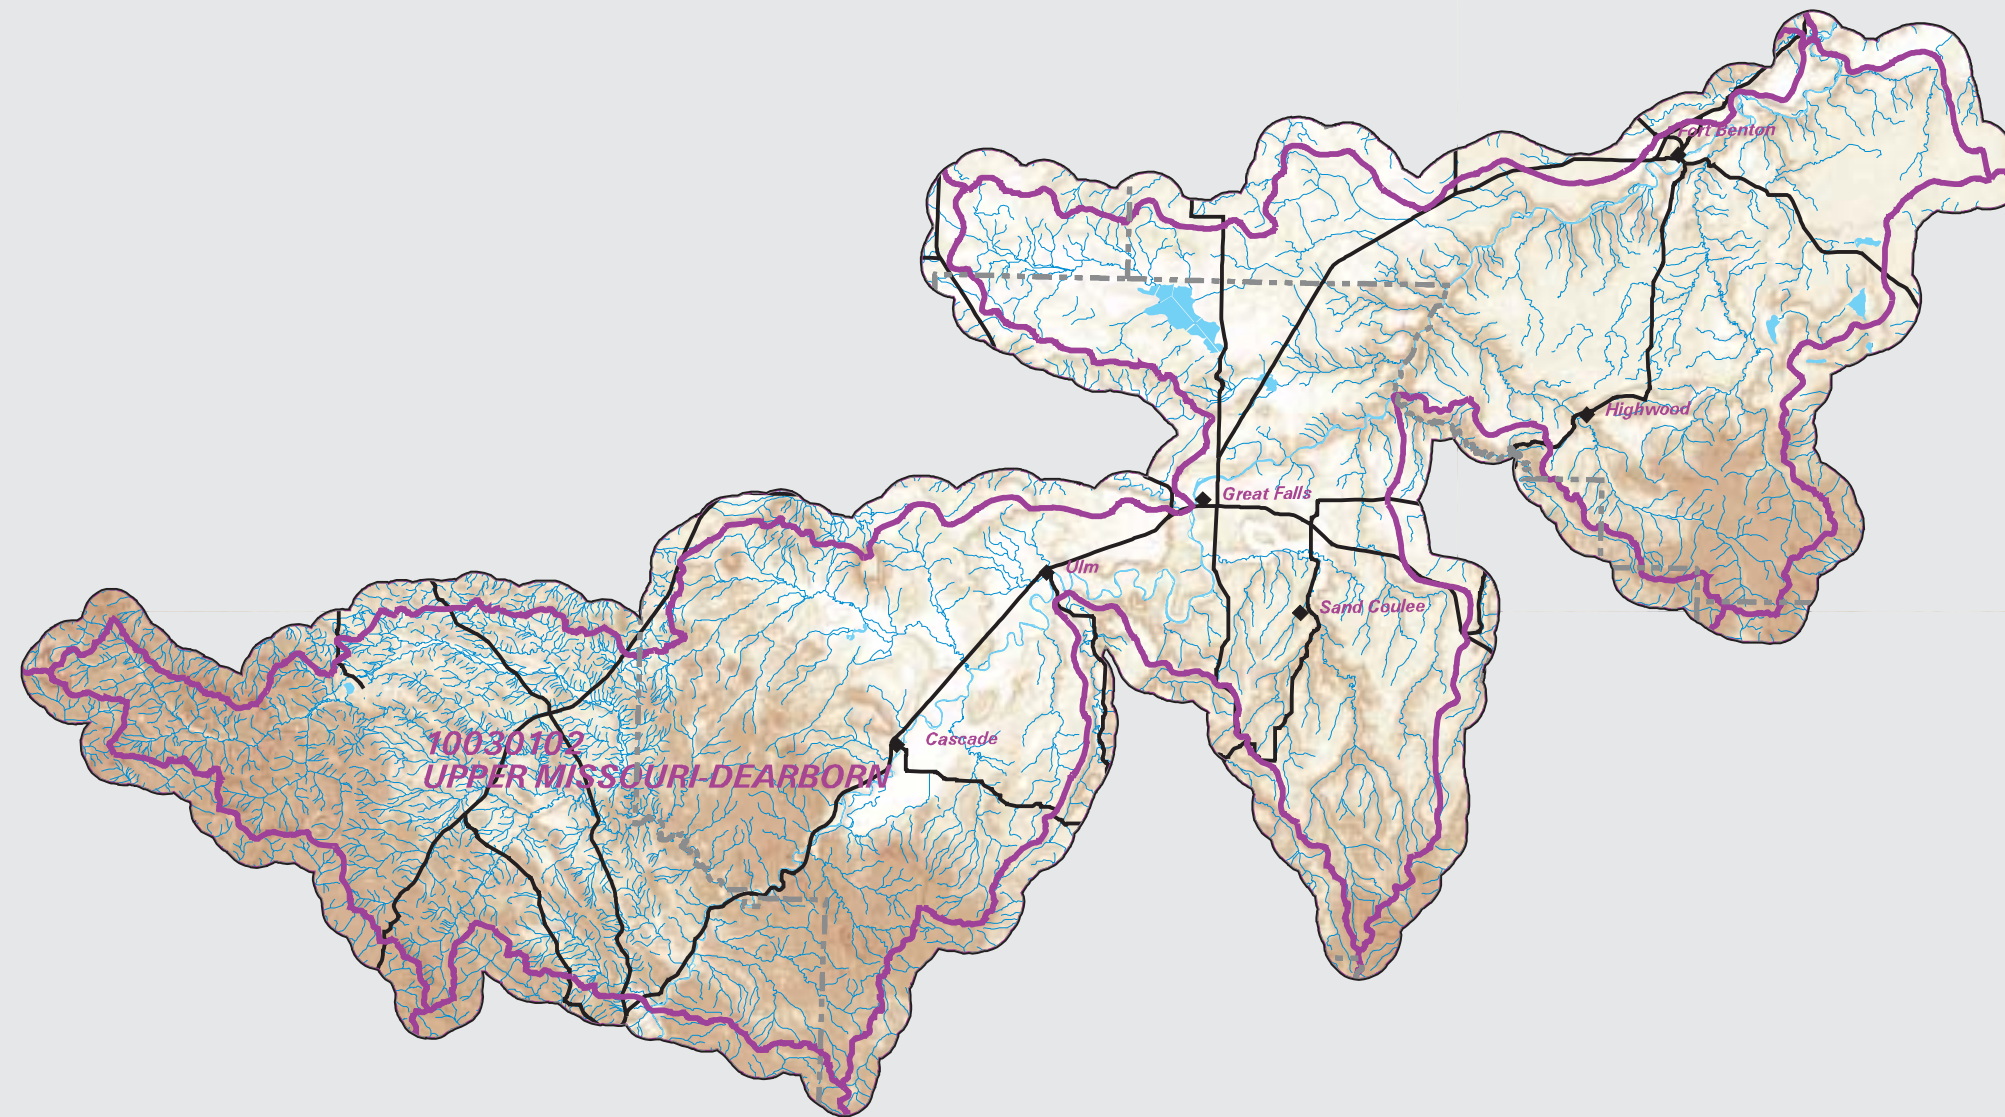 Fort Benton
Highwood
Great Falls
Ulm
Sand Coulee
10030102
UPPER MISSOURI-DEARBORN
Cascade